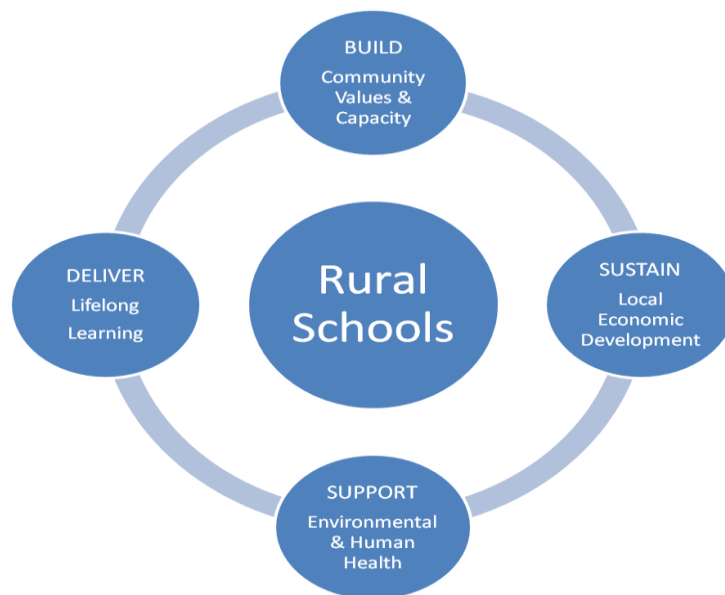 BUILD
Community
Values &
Capacity
DELIVER
Lifelong
Learning
Rural
Schools
SUSTAIN
Local
Economic
Development
SUPPORT
Environmental
& Human
Health